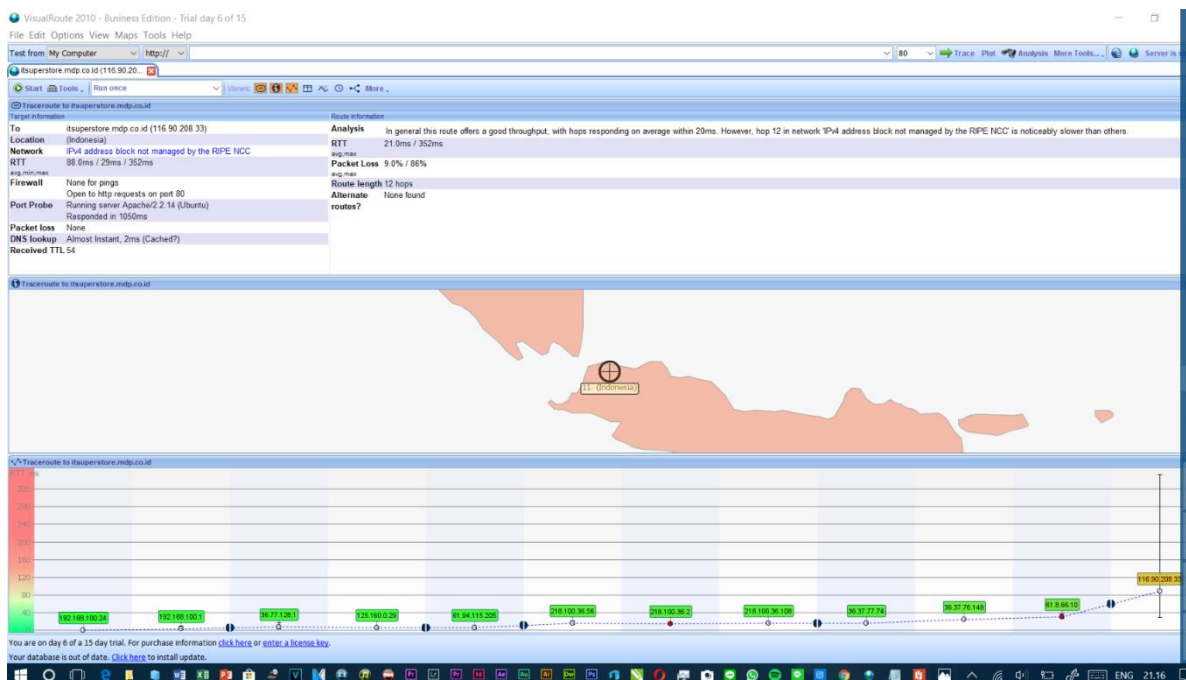 VisualRoute 2010 - Business Edition - Trial day 6 of 15
File Edit Options View Maps Tools Help
Test from My Computer http:// 80 Trace Plot Analysis More Tools... Server is
itsuperstore.mdp.co.id (116.90.20...
Start Tools Run once Views: More
Traceroute to itsuperstore.mdp.co.id
Target information
To itsuperstore.mdp.co.id (116.90.208.33)
Location (Indonesia)
Network IPv4 address block not managed by the RIPE NCC
RTT 88.0ms / 29ms / 352ms
avg,min,max
Firewall None for pings
Open to http requests on port 80
Port Probe Running server Apache/2.2.14 (Ubuntu)
Responded in 1050ms
Packet loss None
DNS lookup Almost Instant, 2ms (Cached?)
Received TTL 54
Route information
Analysis In general this route offers a good throughput, with hops responding on average within 20ms. However, hop 12 in network 'IPv4 address block not managed by the RIPE NCC' is noticeably slower than others.
RTT 21.0ms / 352ms
avg,max
Packet Loss 9.0% / 86%
avg,max
Route length 12 hops
Alternate None found
routes?
Traceroute to itsuperstore.mdp.co.id
11. (Indonesia)
Traceroute to itsuperstore.mdp.co.id
RTT ms
320
280
240
200
160
120
80
40
0
192.168.100.24
192.168.100.1
36.77.128.1
125.160.0.29
61.94.115.205
218.100.36.56
218.100.36.2
218.100.36.108
36.37.77.74
36.37.76.149
61.8.66.10
116.90.208.33
You are on day 6 of a 15 day trial. For purchase information click here or enter a license key.
Your database is out of date. Click here to install update.
ENG 21.16